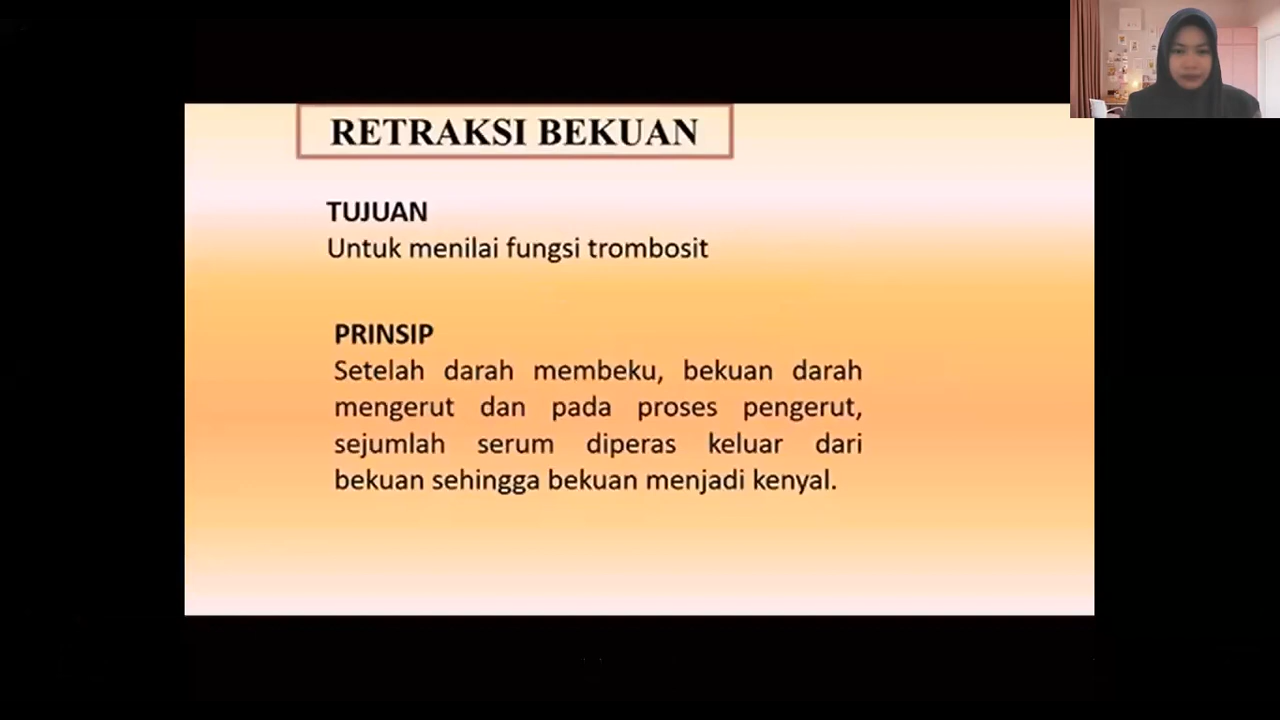 RETRAKSI BEKUAN
TUJUAN
Untuk menilai fungsi trombosit
PRINSIP
Setelah darah membeku, bekuan darah
mengerut dan pada proses pengerut,
sejumlah serum diperas keluar dari
bekuan sehingga bekuan menjadi kenyal.